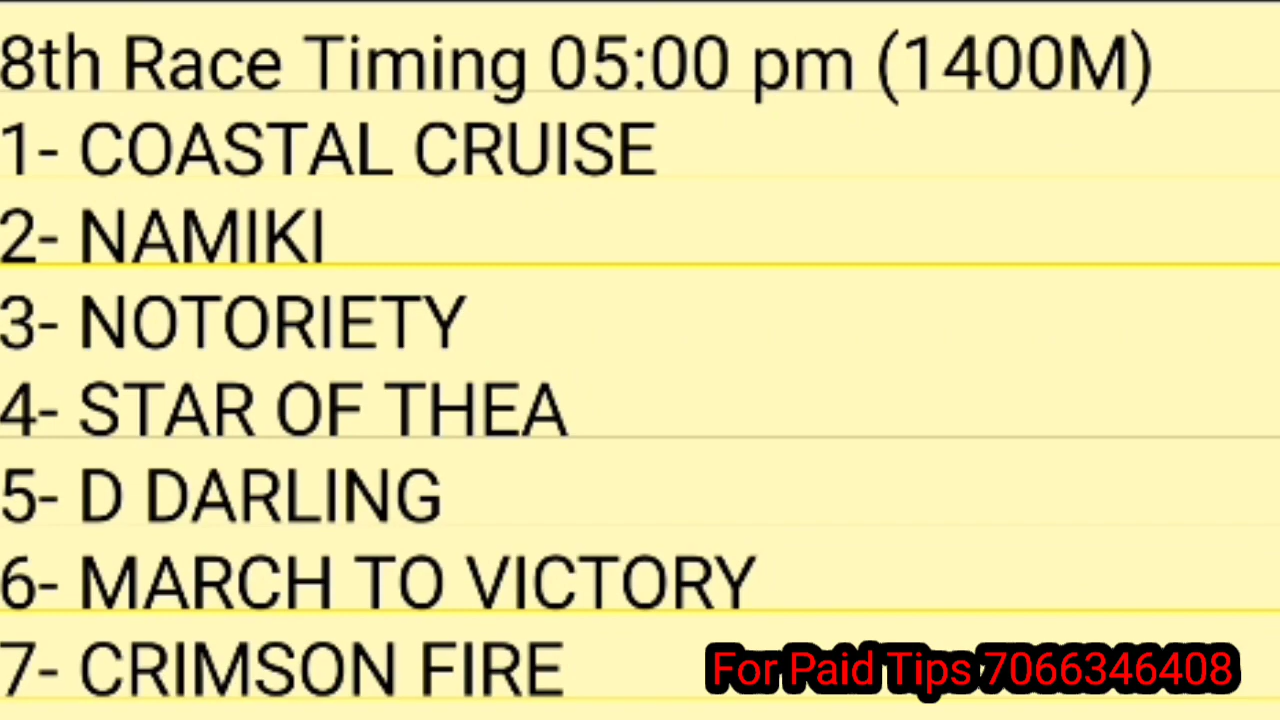 8th Race Timing 05:00 pm (1400M)
1- COASTAL CRUISE
2- NAMIKI
3- NOTORIETY
4- STAR OF THEA
5- D DARLING
6- MARCH TO VICTORY
7- CRIMSON FIRE
For Paid Tips 7066346408